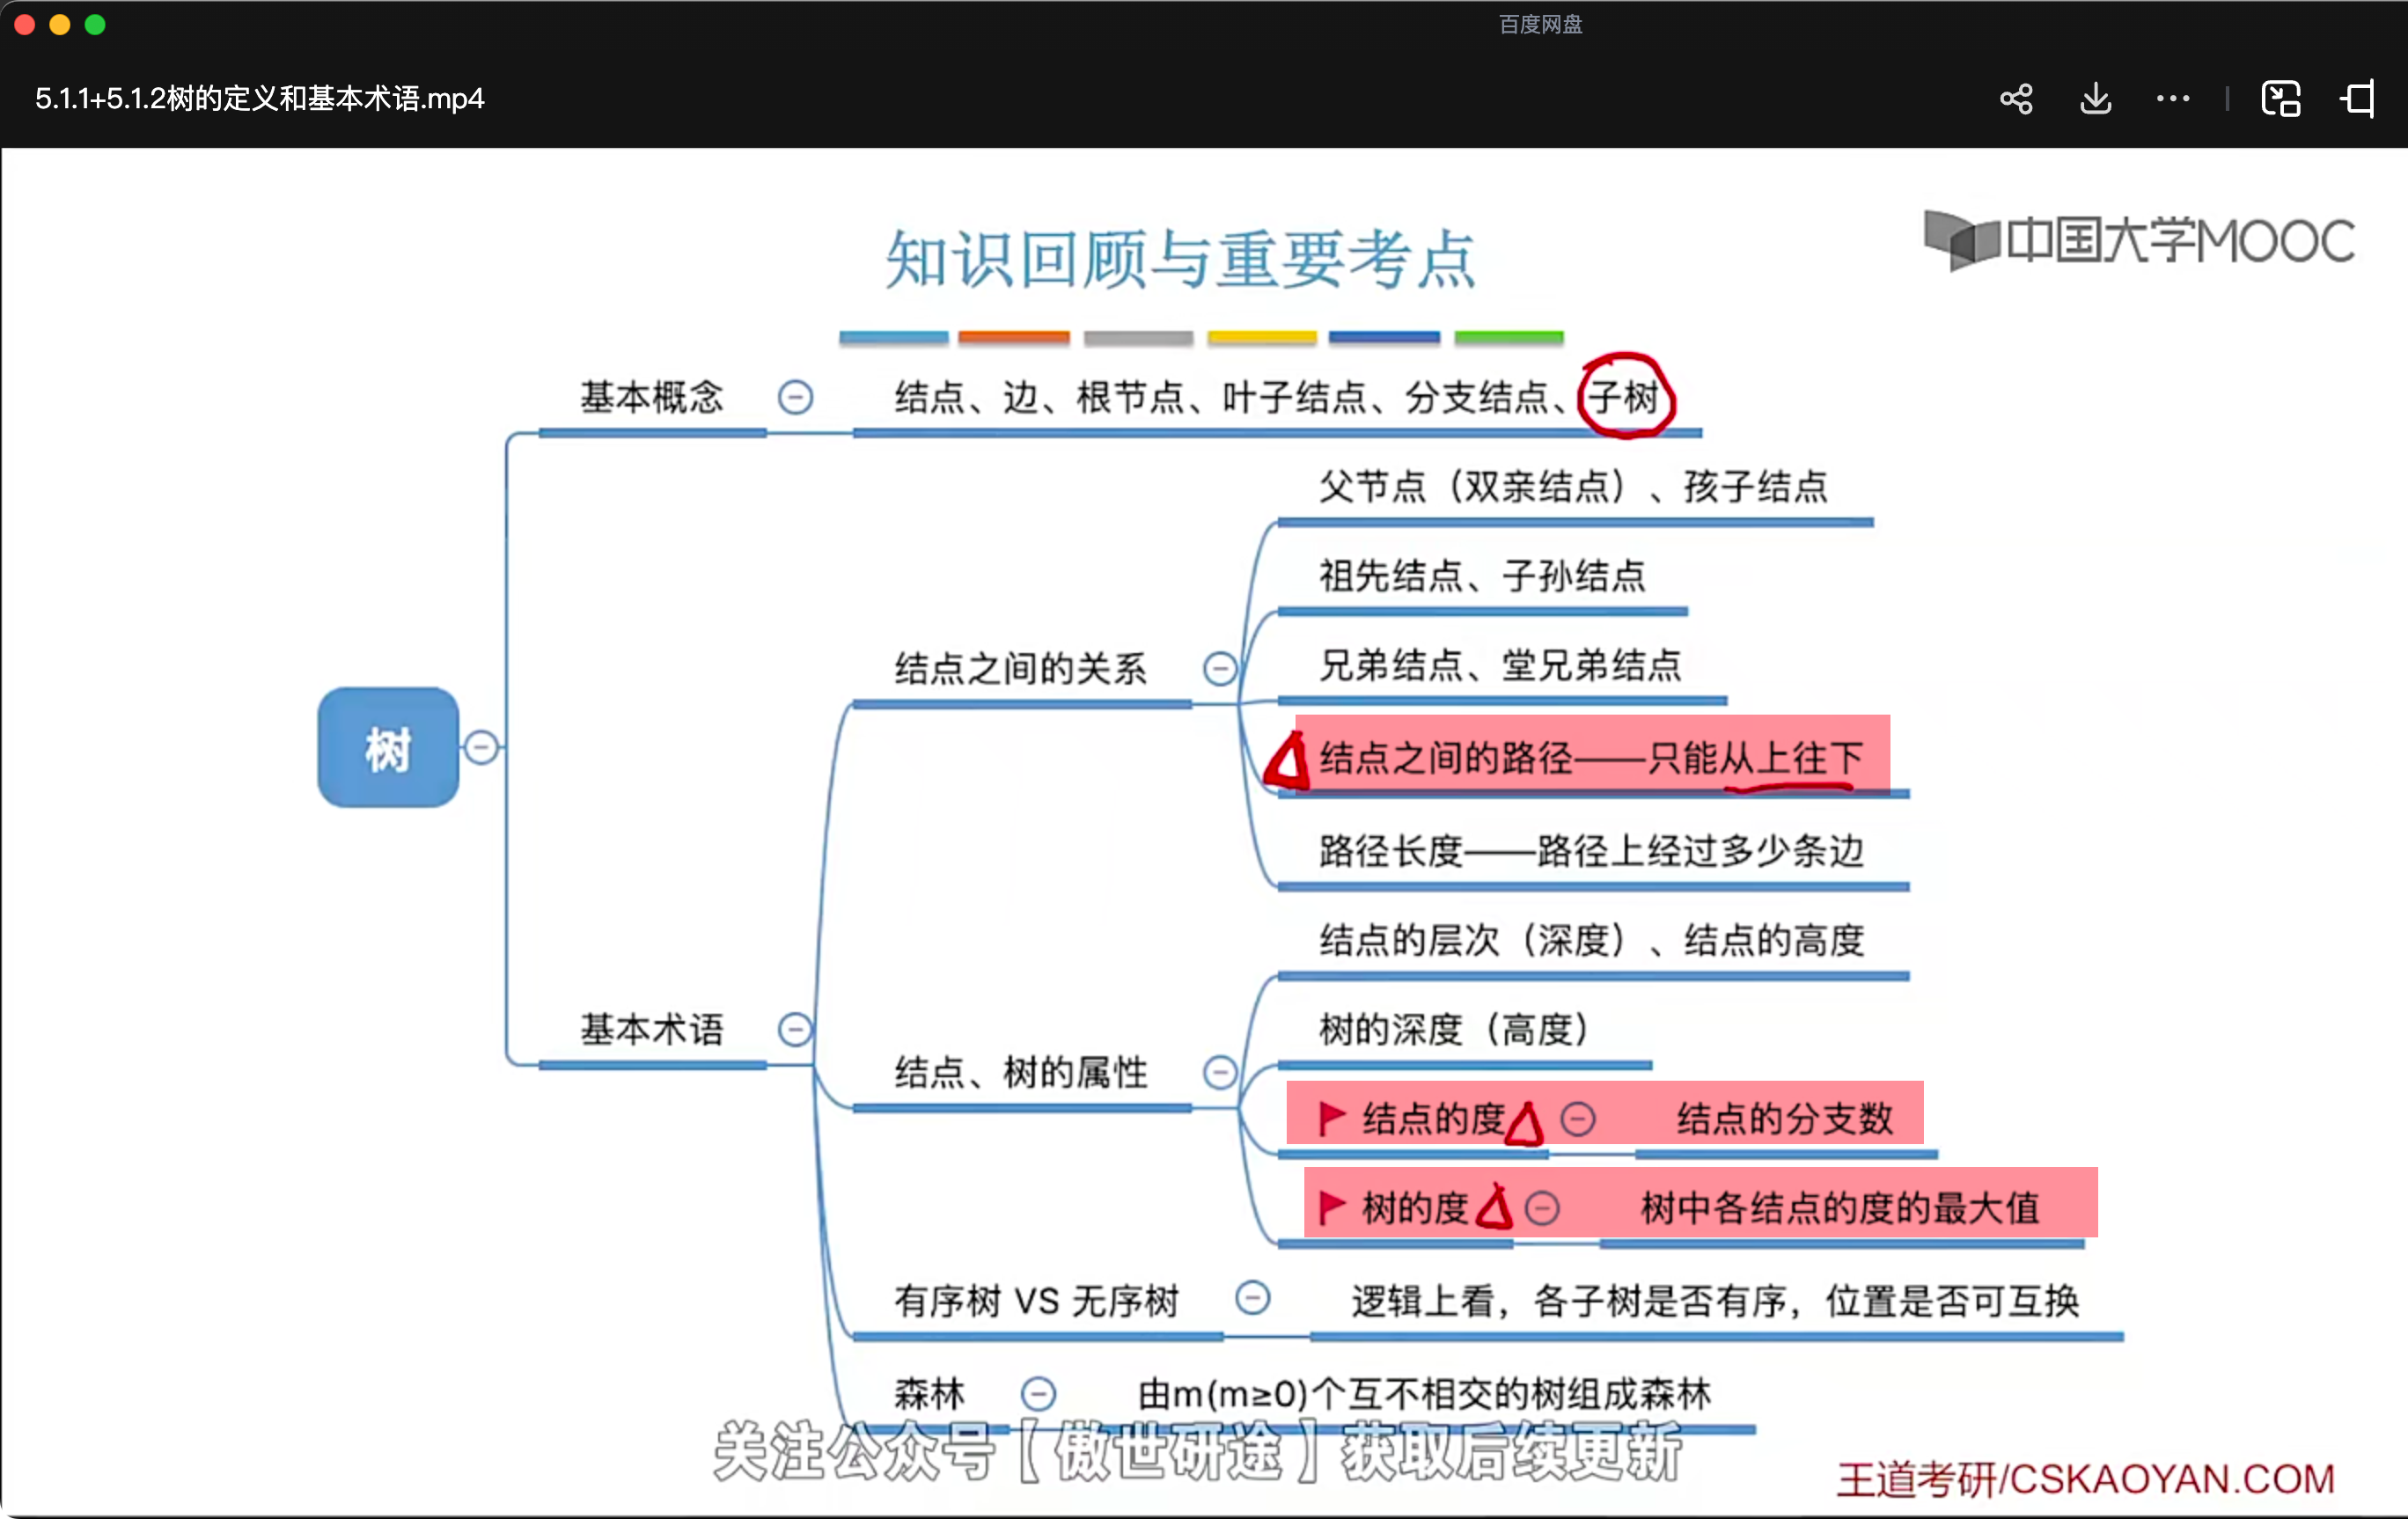 百度网盘
5.1.1+5.1.2树的定义和基本术语.mp4
中国大学MOOC
知识回顾与重要考点
基本概念 结点、边、根节点、叶子结点、分支结点、子树
父节点（双亲结点）、孩子结点
祖先结点、子孙结点
结点之间的关系
兄弟结点、堂兄弟结点
结点之间的路径——只能从上往下
树
路径长度——路径上经过多少条边
结点的层次（深度）、结点的高度
基本术语
树的深度（高度）
结点、树的属性
结点的度 结点的分支数
树的度 树中各结点的度的最大值
有序树 VS 无序树 逻辑上看，各子树是否有序，位置是否可互换
森林 由m(m≥0)个互不相交的树组成森林
关注公众号【傲世研途】获取后续更新
王道考研/CSKAOYAN.COM